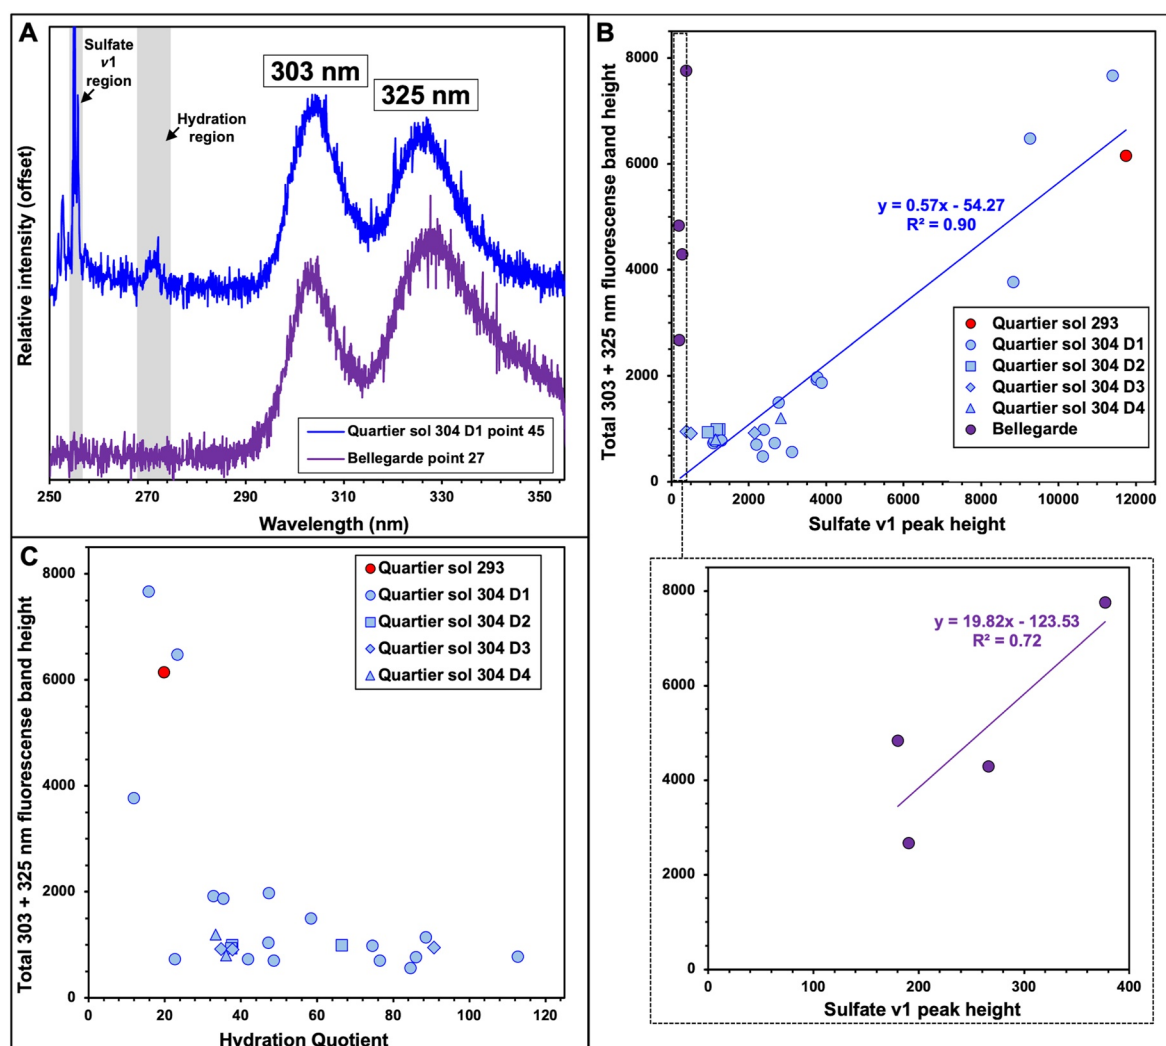 A
Sulfate
v1
region
Hydration
region
303 nm
325 nm
Relative intensity (offset)
Quartier sol 304 D1 point 45
Bellegarde point 27
250
270
290
310
330
350
Wavelength (nm)
B
Total 303 + 325 nm fluorescense band height
8000
6000
4000
2000
0
y = 0.57x - 54.27
R² = 0.90
Quartier sol 293
Quartier sol 304 D1
Quartier sol 304 D2
Quartier sol 304 D3
Quartier sol 304 D4
Bellegarde
0
2000
4000
6000
8000
10000
12000
Sulfate v1 peak height
8000
6000
4000
2000
0
y = 19.82x - 123.53
R² = 0.72
0
100
200
300
400
Sulfate v1 peak height
C
Total 303 + 325 nm fluorescense band height
8000
6000
4000
2000
0
Quartier sol 293
Quartier sol 304 D1
Quartier sol 304 D2
Quartier sol 304 D3
Quartier sol 304 D4
0
20
40
60
80
100
120
Hydration Quotient